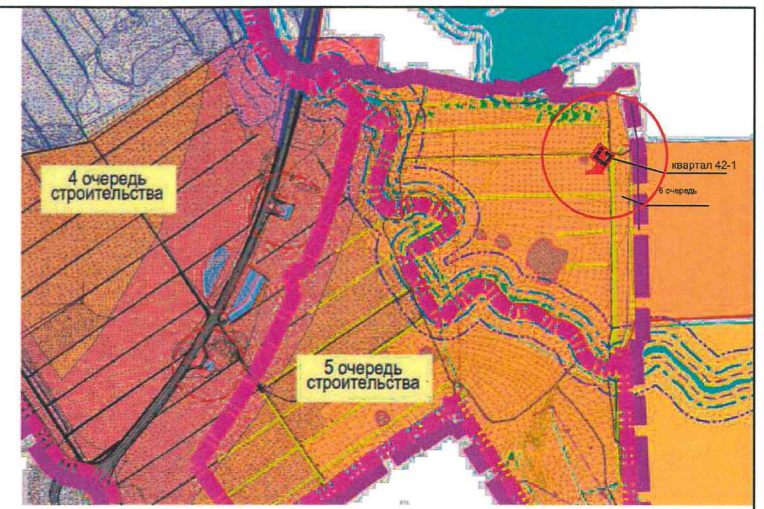 4 очередь
строительства
квартал 42-1
6 очередь
5 очередь
строительства